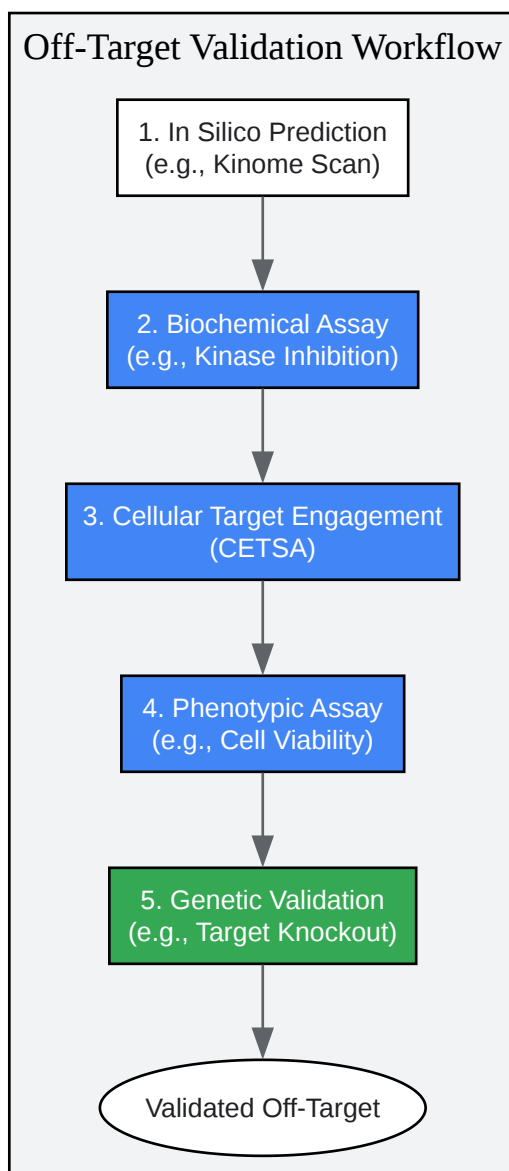 Off-Target Validation Workflow
1. In Silico Prediction
(e.g., Kinome Scan)
2. Biochemical Assay
(e.g., Kinase Inhibition)
3. Cellular Target Engagement
(CETSA)
4. Phenotypic Assay
(e.g., Cell Viability)
5. Genetic Validation
(e.g., Target Knockout)
Validated Off-Target